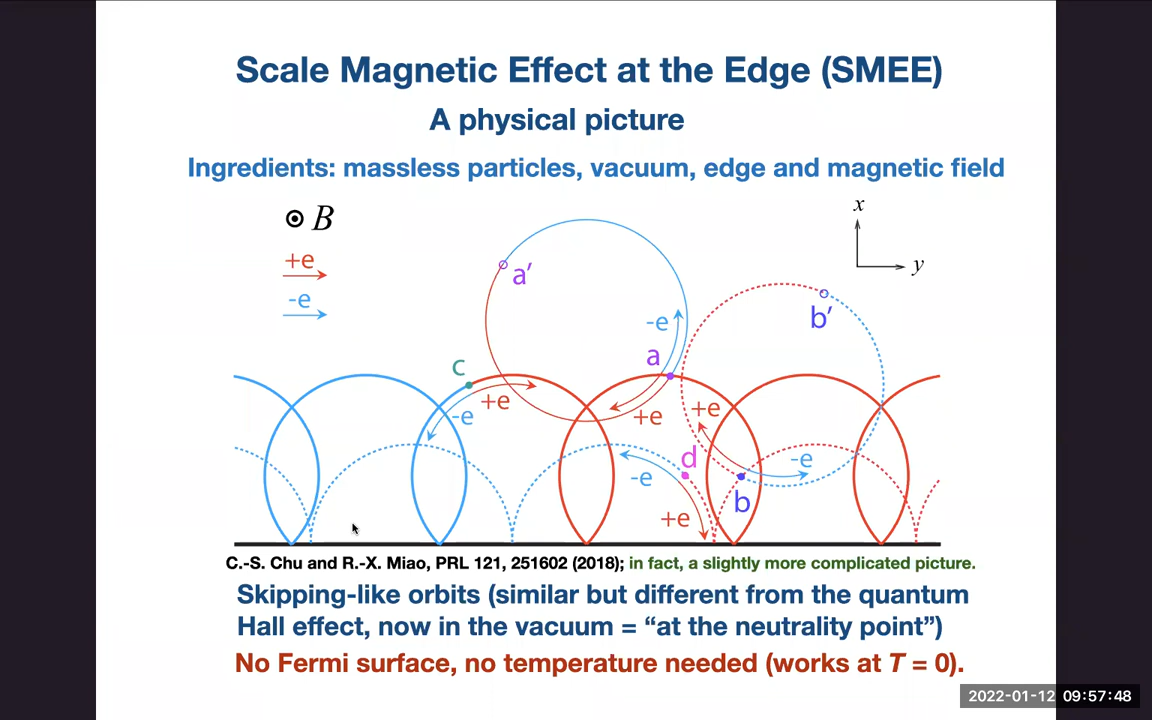 Scale Magnetic Effect at the Edge (SMEE)
A physical picture
Ingredients: massless particles, vacuum, edge and magnetic field
B
+e
-e
x
y
a′
b′
-e
a
c
+e
-e
+e
+e
d
-e
-e
b
+e
C.-S. Chu and R.-X. Miao, PRL 121, 251602 (2018); in fact, a slightly more complicated picture.
Skipping-like orbits (similar but different from the quantum
Hall effect, now in the vacuum = “at the neutrality point”)
No Fermi surface, no temperature needed (works at T = 0).
2022-01-12 09:57:48